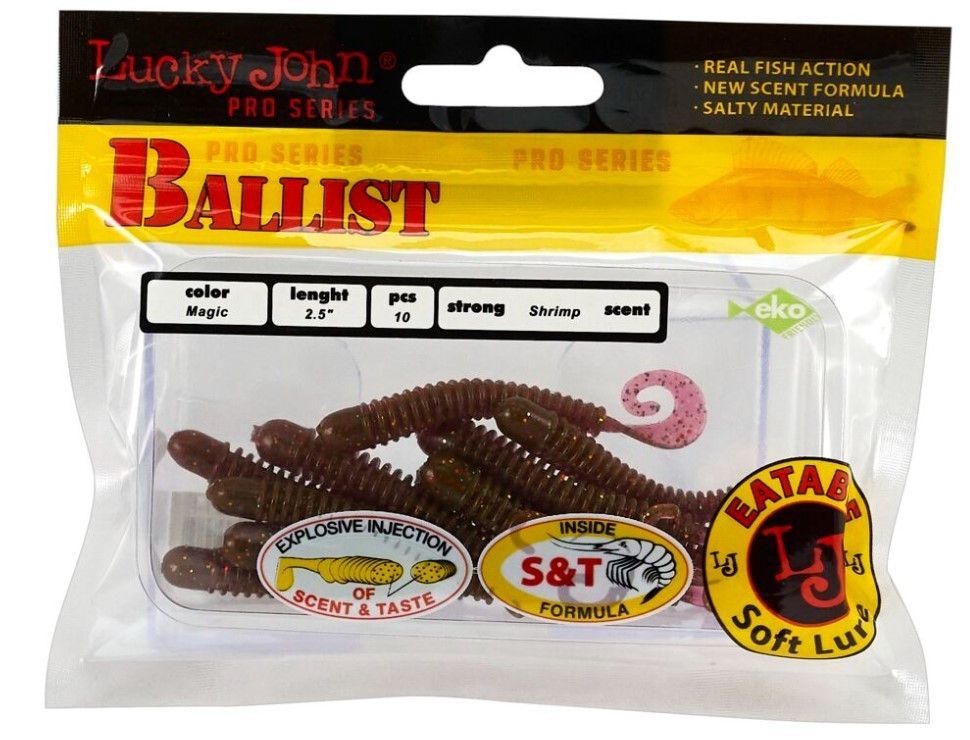 Lucky John®
PRO SERIES
· REAL FISH ACTION
· NEW SCENT FORMULA
· SALTY MATERIAL
PRO SERIES
PRO SERIES
BALLIST
color
Magic
lenght
2.5"
pcs
10
strong Shrimp scent
eko
FRIENDLY
EXPLOSIVE INJECTION
OF
SCENT & TASTE
INSIDE
S&T
FORMULA
EATABLE
LJ
LJ
LJ
Soft Lure